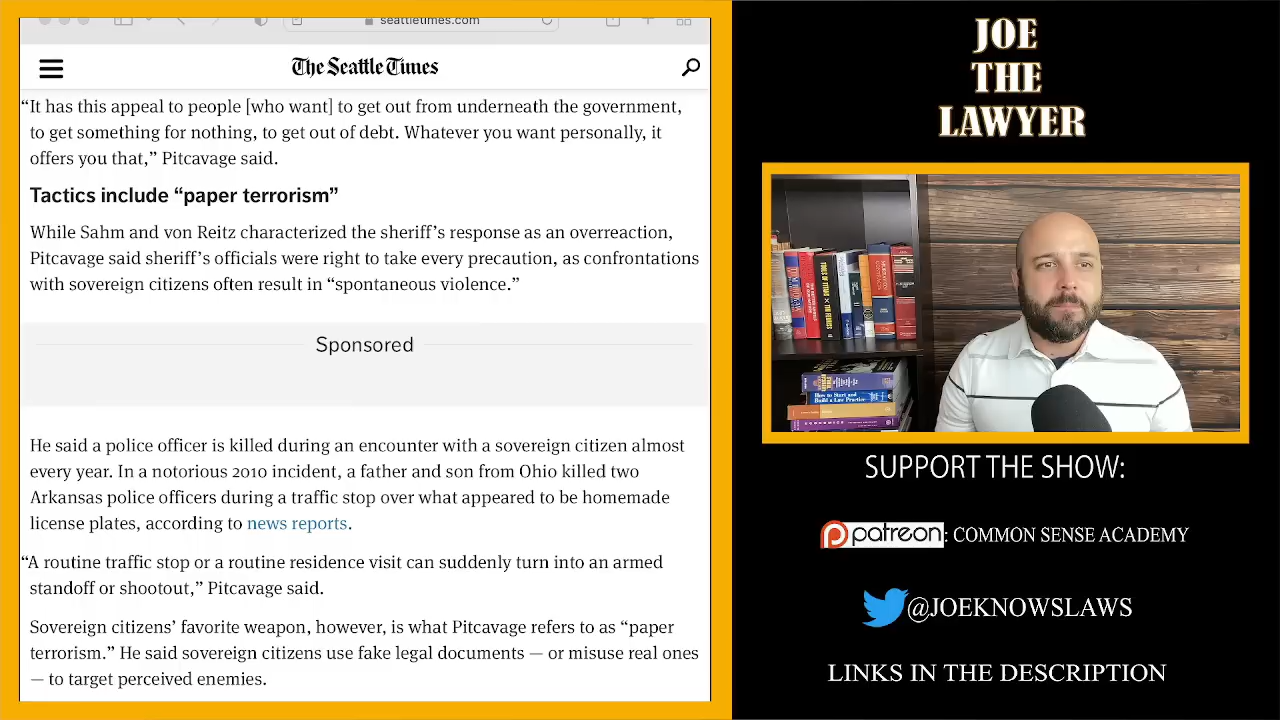 seattletimes.com
The Seattle Times
“It has this appeal to people [who want] to get out from underneath the government,
to get something for nothing, to get out of debt. Whatever you want personally, it
offers you that,” Pitcavage said.
Tactics include “paper terrorism”
While Sahm and von Reitz characterized the sheriff’s response as an overreaction,
Pitcavage said sheriff’s officials were right to take every precaution, as confrontations
with sovereign citizens often result in “spontaneous violence.”
Sponsored
He said a police officer is killed during an encounter with a sovereign citizen almost
every year. In a notorious 2010 incident, a father and son from Ohio killed two
Arkansas police officers during a traffic stop over what appeared to be homemade
license plates, according to news reports.
“A routine traffic stop or a routine residence visit can suddenly turn into an armed
standoff or shootout,” Pitcavage said.
Sovereign citizens’ favorite weapon, however, is what Pitcavage refers to as “paper
terrorism.” He said sovereign citizens use fake legal documents — or misuse real ones
— to target perceived enemies.
JOE
THE
LAWYER
How to Start and
Build a Law Practice
SUPPORT THE SHOW:
patreon: COMMON SENSE ACADEMY
@JOEKNOWSLAWS
LINKS IN THE DESCRIPTION